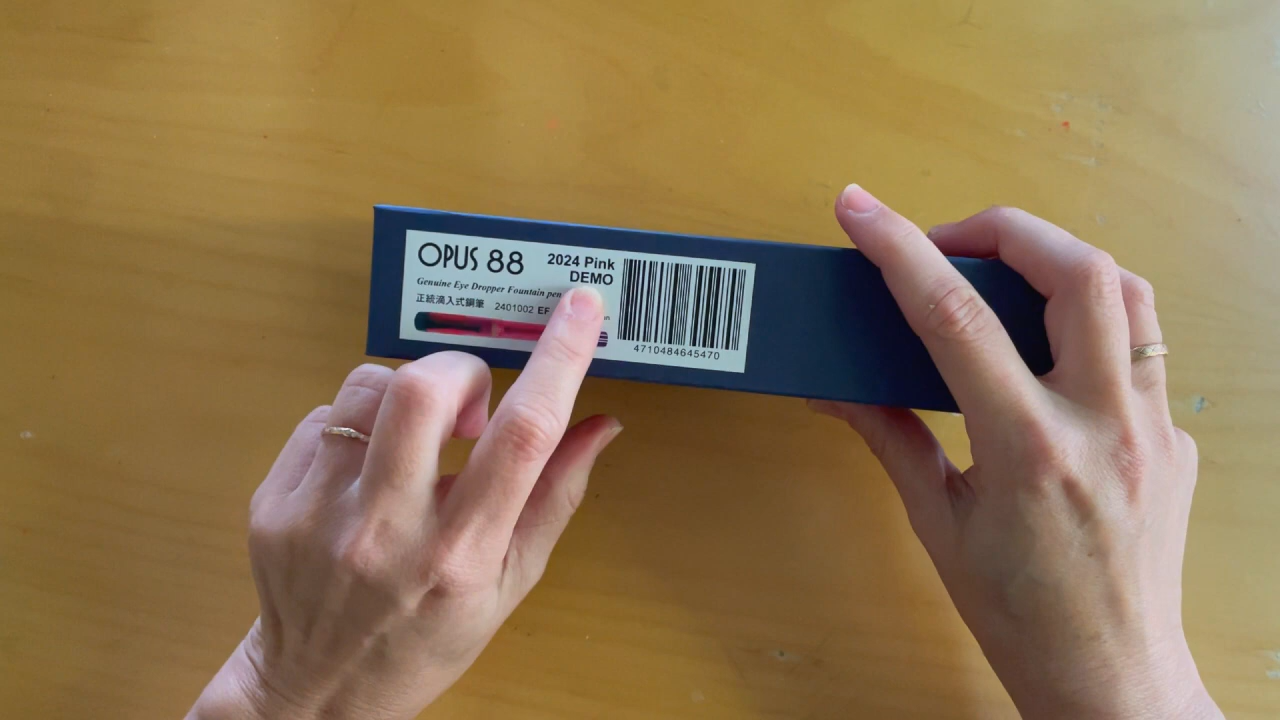 OPUS 88
2024 Pink
DEMO
Genuine Eye Dropper Fountain pen
正統滴入式鋼筆 2401002 EF
4710484645470